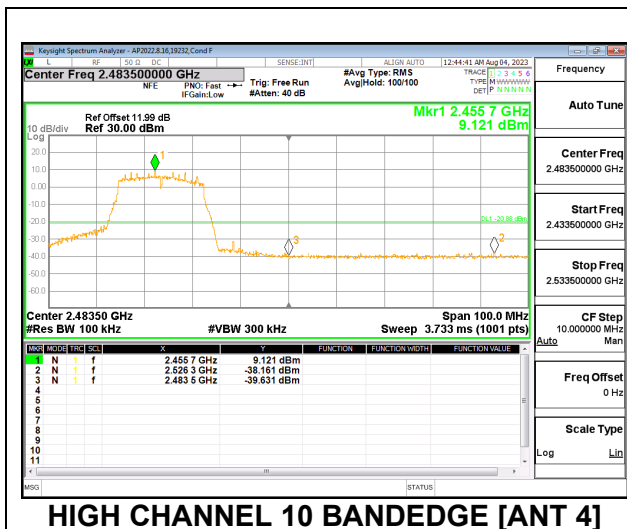 Keysight Spectrum Analyzer - AP2022.8.16,19232,Cond F
L RF 50 Ω DC SENSE:INT ALIGN AUTO 12:44:41 AM Aug 04, 2023
Center Freq 2.483500000 GHz
NFE PNO: Fast IFGain:Low
Trig: Free Run
#Atten: 40 dB
#Avg Type: RMS
Avg|Hold: 100/100
TRACE 1 2 3 4 5 6
TYPE M WWWWW
DET P N N N N N
Frequency
Auto Tune
Center Freq
2.483500000 GHz
Start Freq
2.433500000 GHz
Stop Freq
2.533500000 GHz
CF Step
10.000000 MHz
Auto Man
Freq Offset
0 Hz
Scale Type
Log Lin
Mkr1 2.455 7 GHz
9.121 dBm
Ref Offset 11.99 dB
10 dB/div Ref 30.00 dBm
Log
20.0
10.0
0.00
-10.0
-20.0
-30.0
-40.0
-50.0
-60.0
1
2
3
DL1 -20.88 dBm
Center 2.48350 GHz Span 100.0 MHz
#Res BW 100 kHz #VBW 300 kHz Sweep 3.733 ms (1001 pts)
MKR MODE TRC SCL X Y FUNCTION FUNCTION WIDTH FUNCTION VALUE
1 N 1 f 2.455 7 GHz 9.121 dBm
2 N 1 f 2.526 3 GHz -38.161 dBm
3 N 1 f 2.483 5 GHz -39.631 dBm
4
5
6
7
8
9
10
11
MSG STATUS
HIGH CHANNEL 10 BANDEDGE [ANT 4]